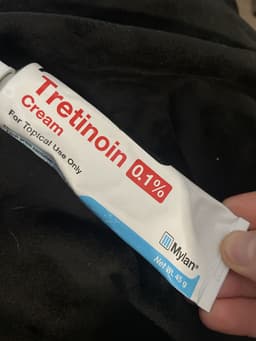 Tretinoin
Cream 0.1%
For Topical Use Only
Mylan®
Net Wt. 45 g